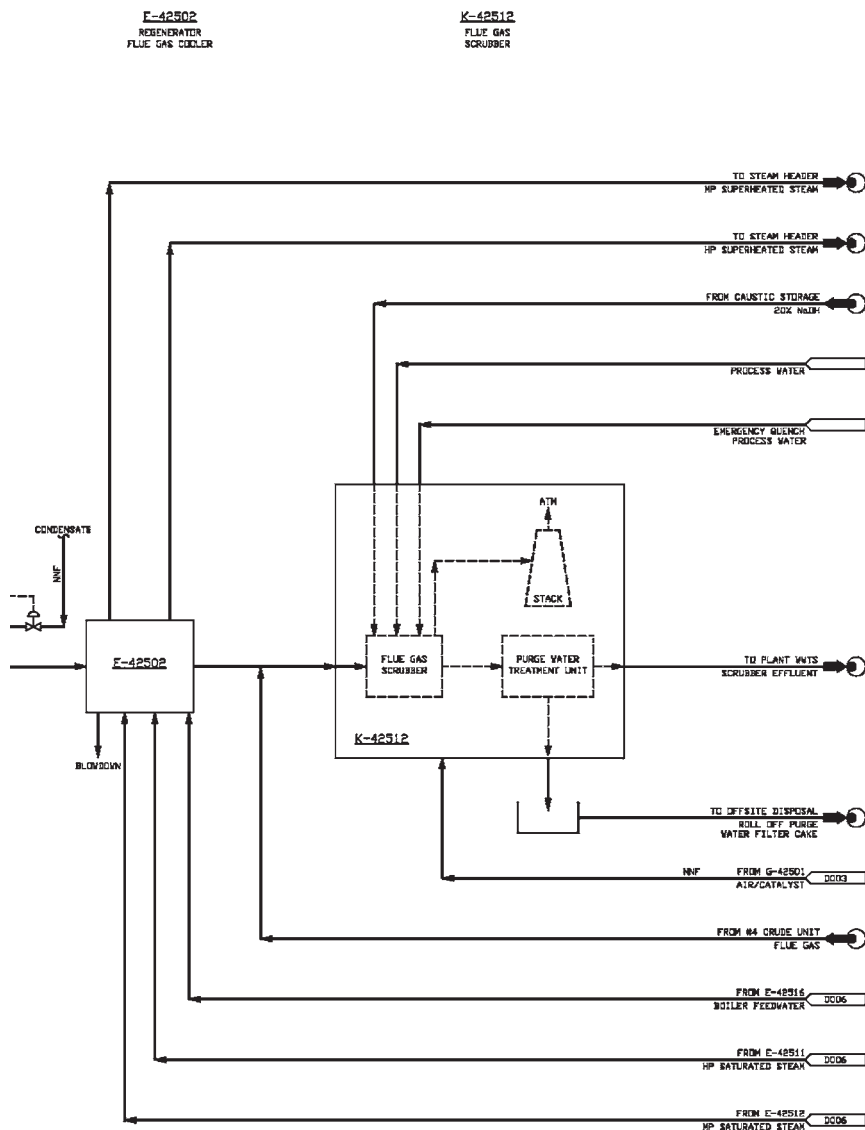 E-42502
REGENERATOR
FLUE GAS COOLER
K-42512
FLUE GAS
SCRUBBER
TO STEAM HEADER
MP SUPERHEATED STEAM
TO STEAM HEADER
HP SUPERHEATED STEAM
FROM CAUSTIC STORAGE
20% NaOH
PROCESS WATER
EMERGENCY QUENCH
PROCESS WATER
ATM
CONDENSATE
NNF
STACK
E-42502
FLUE GAS
SCRUBBER
PURGE WATER
TREATMENT UNIT
TO PLANT WWTS
SCRUBBER EFFLUENT
K-42512
BLOWDOWN
TO OFFSITE DISPOSAL
ROLL OFF PURGE
WATER FILTER CAKE
NNF FROM G-42501 D003
AIR/CATALYST
FROM #4 CRUDE UNIT
FLUE GAS
FROM E-42516 D006
BOILER FEEDWATER
FROM E-42511 D006
HP SATURATED STEAM
FROM E-42512 D006
MP SATURATED STEAM